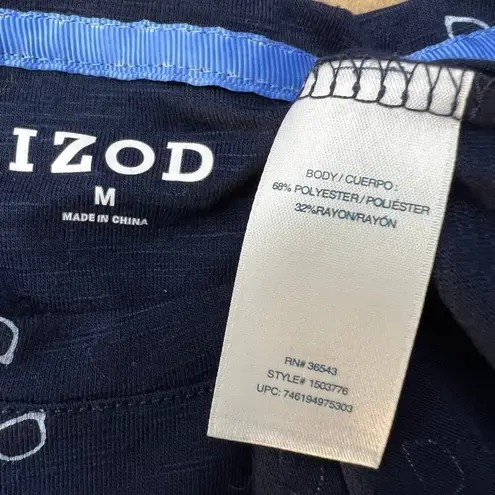 IZOD
M
MADE IN CHINA
BODY / CUERPO :
68% POLYESTER / POLIÉSTER
32%RAYON/RAYÓN
RN# 36543
STYLE# 1503776
UPC: 746194975303